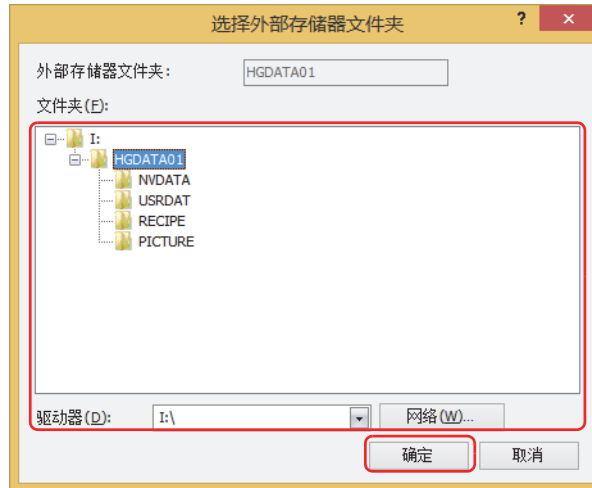 选择外部存储器文件夹
? ×
外部存储器文件夹: HGDATA01
文件夹(F):
I:
HGDATA01
NVDATA
USRDAT
RECIPE
PICTURE
驱动器(D): I:\ 网络(W)...
确定 取消